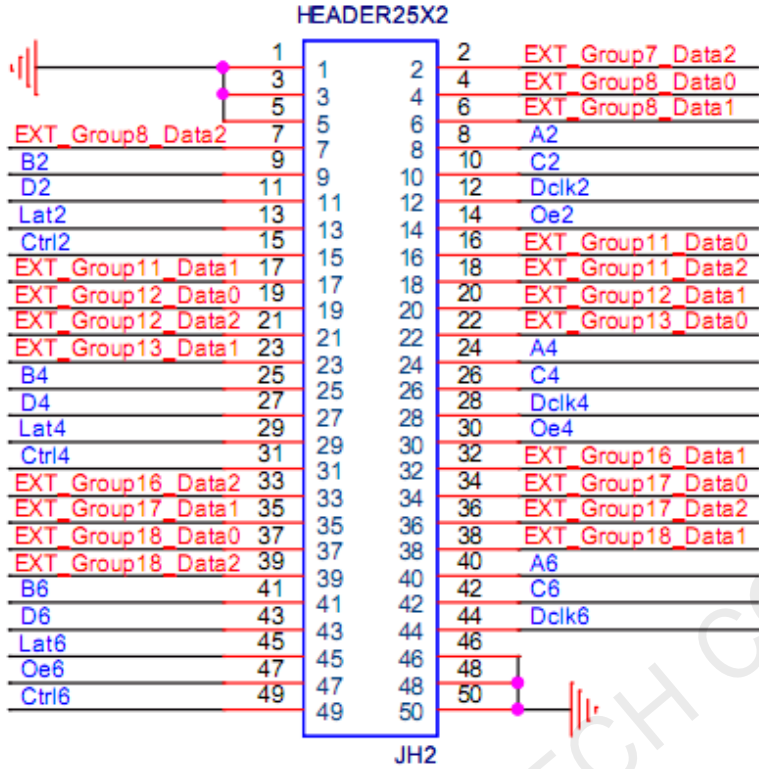 HEADER25X2
1 1 2 2 EXT_Group7_Data2
3 3 4 4 EXT_Group8_Data0
5 5 6 6 EXT_Group8_Data1
EXT_Group8_Data2 7 7 8 8 A2
B2 9 9 10 10 C2
D2 11 11 12 12 Dclk2
Lat2 13 13 14 14 Oe2
Ctrl2 15 15 16 16 EXT_Group11_Data0
EXT_Group11_Data1 17 17 18 18 EXT_Group11_Data2
EXT_Group12_Data0 19 19 20 20 EXT_Group12_Data1
EXT_Group12_Data2 21 21 22 22 EXT_Group13_Data0
EXT_Group13_Data1 23 23 24 24 A4
B4 25 25 26 26 C4
D4 27 27 28 28 Dclk4
Lat4 29 29 30 30 Oe4
Ctrl4 31 31 32 32 EXT_Group16_Data1
EXT_Group16_Data2 33 33 34 34 EXT_Group17_Data0
EXT_Group17_Data1 35 35 36 36 EXT_Group17_Data2
EXT_Group18_Data0 37 37 38 38 EXT_Group18_Data1
EXT_Group18_Data2 39 39 40 40 A6
B6 41 41 42 42 C6
D6 43 43 44 44 Dclk6
Lat6 45 45 46 46
Oe6 47 47 48 48
Ctrl6 49 49 50 50
JH2
TECH